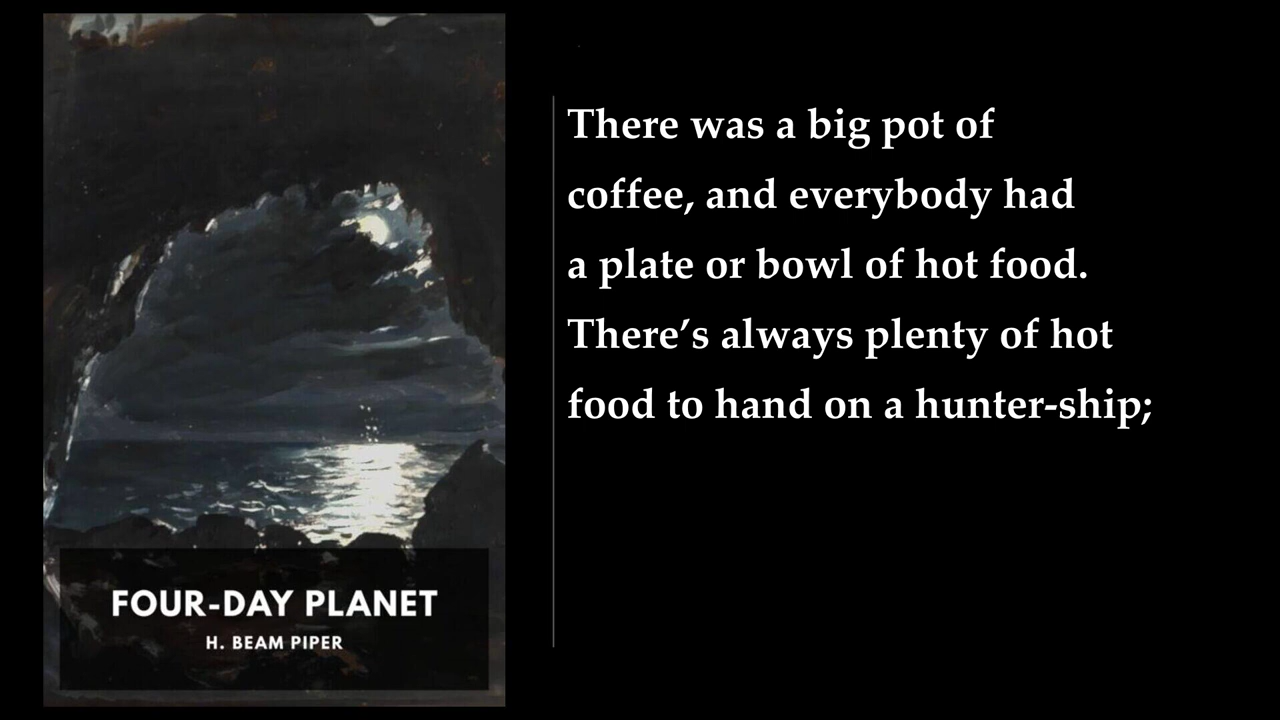 There was a big pot of
coffee, and everybody had
a plate or bowl of hot food.
There’s always plenty of hot
food to hand on a hunter-ship;
FOUR-DAY PLANET
H. BEAM PIPER